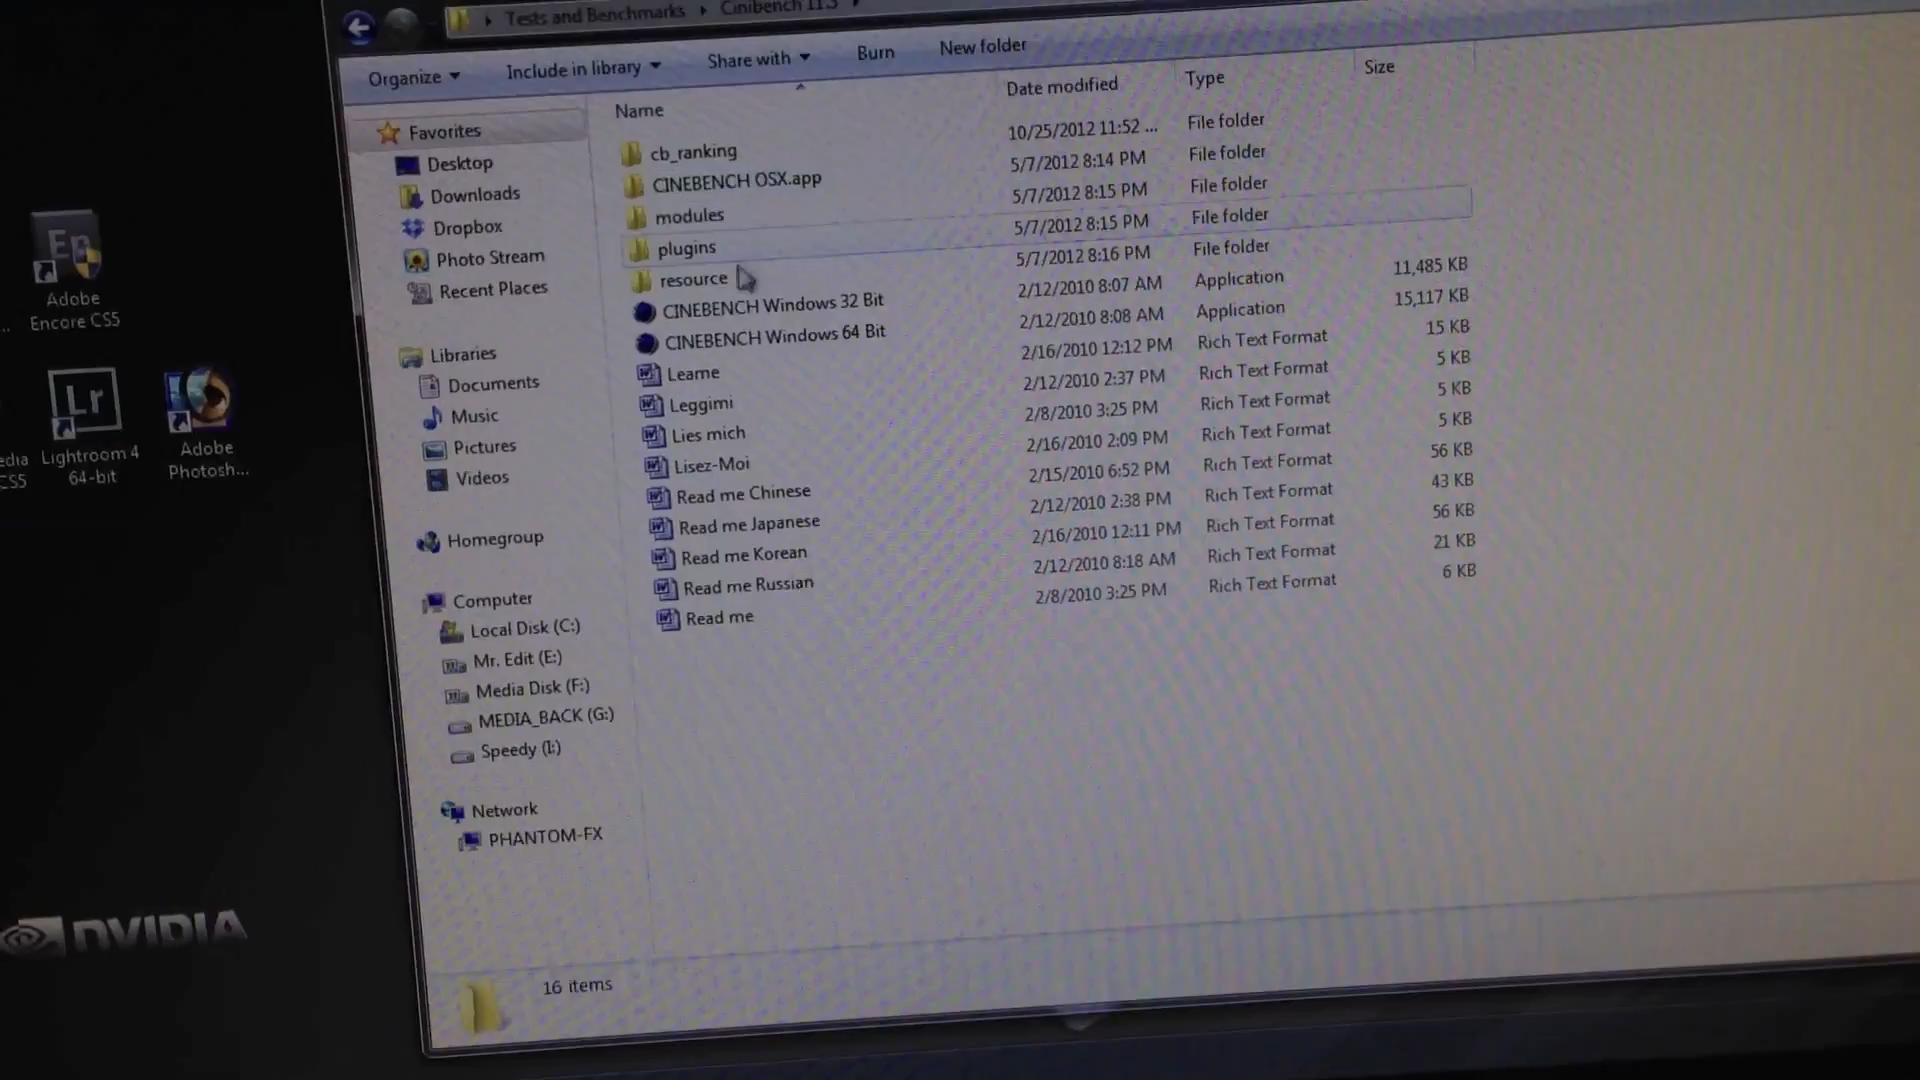 Tests and Benchmarks Cinibench 11.5
Organize Include in library Share with Burn New folder
Name Date modified Type Size
cb_ranking 10/25/2012 11:52 ... File folder
CINEBENCH OSX.app 5/7/2012 8:14 PM File folder
modules 5/7/2012 8:15 PM File folder
plugins 5/7/2012 8:15 PM File folder
resource 5/7/2012 8:16 PM File folder
CINEBENCH Windows 32 Bit 2/12/2010 8:07 AM Application 11,485 KB
CINEBENCH Windows 64 Bit 2/12/2010 8:08 AM Application 15,117 KB
Leame 2/16/2010 12:12 PM Rich Text Format 15 KB
Leggimi 2/12/2010 2:37 PM Rich Text Format 5 KB
Lies mich 2/8/2010 3:25 PM Rich Text Format 5 KB
Lisez-Moi 2/16/2010 2:09 PM Rich Text Format 5 KB
Read me Chinese 2/15/2010 6:52 PM Rich Text Format 56 KB
Read me Japanese 2/12/2010 2:38 PM Rich Text Format 43 KB
Read me Korean 2/16/2010 12:11 PM Rich Text Format 56 KB
Read me Russian 2/12/2010 8:18 AM Rich Text Format 21 KB
Read me 2/8/2010 3:25 PM Rich Text Format 6 KB
Favorites
Desktop
Downloads
Dropbox
Photo Stream
Recent Places
Libraries
Documents
Music
Pictures
Videos
Homegroup
Computer
Local Disk (C:)
Mr. Edit (E:)
Media Disk (F:)
MEDIA_BACK (G:)
Speedy (I:)
Network
PHANTOM-FX
16 items
En
Adobe
Encore CS5
Lr
Lightroom 4
64-bit
Adobe
Photosh...
edia
CS5
NVIDIA